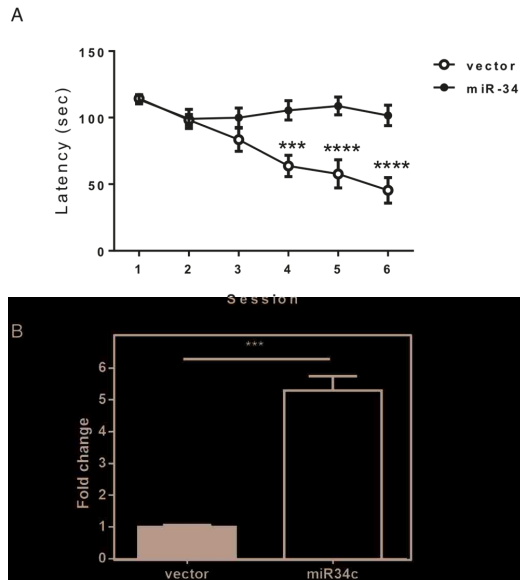 A
150
100
50
0
Latency (sec)
*** **** ****
1 2 3 4 5 6
Session
vector
miR-34
B
***
6
5
4
3
2
1
0
Fold change
vector miR34c